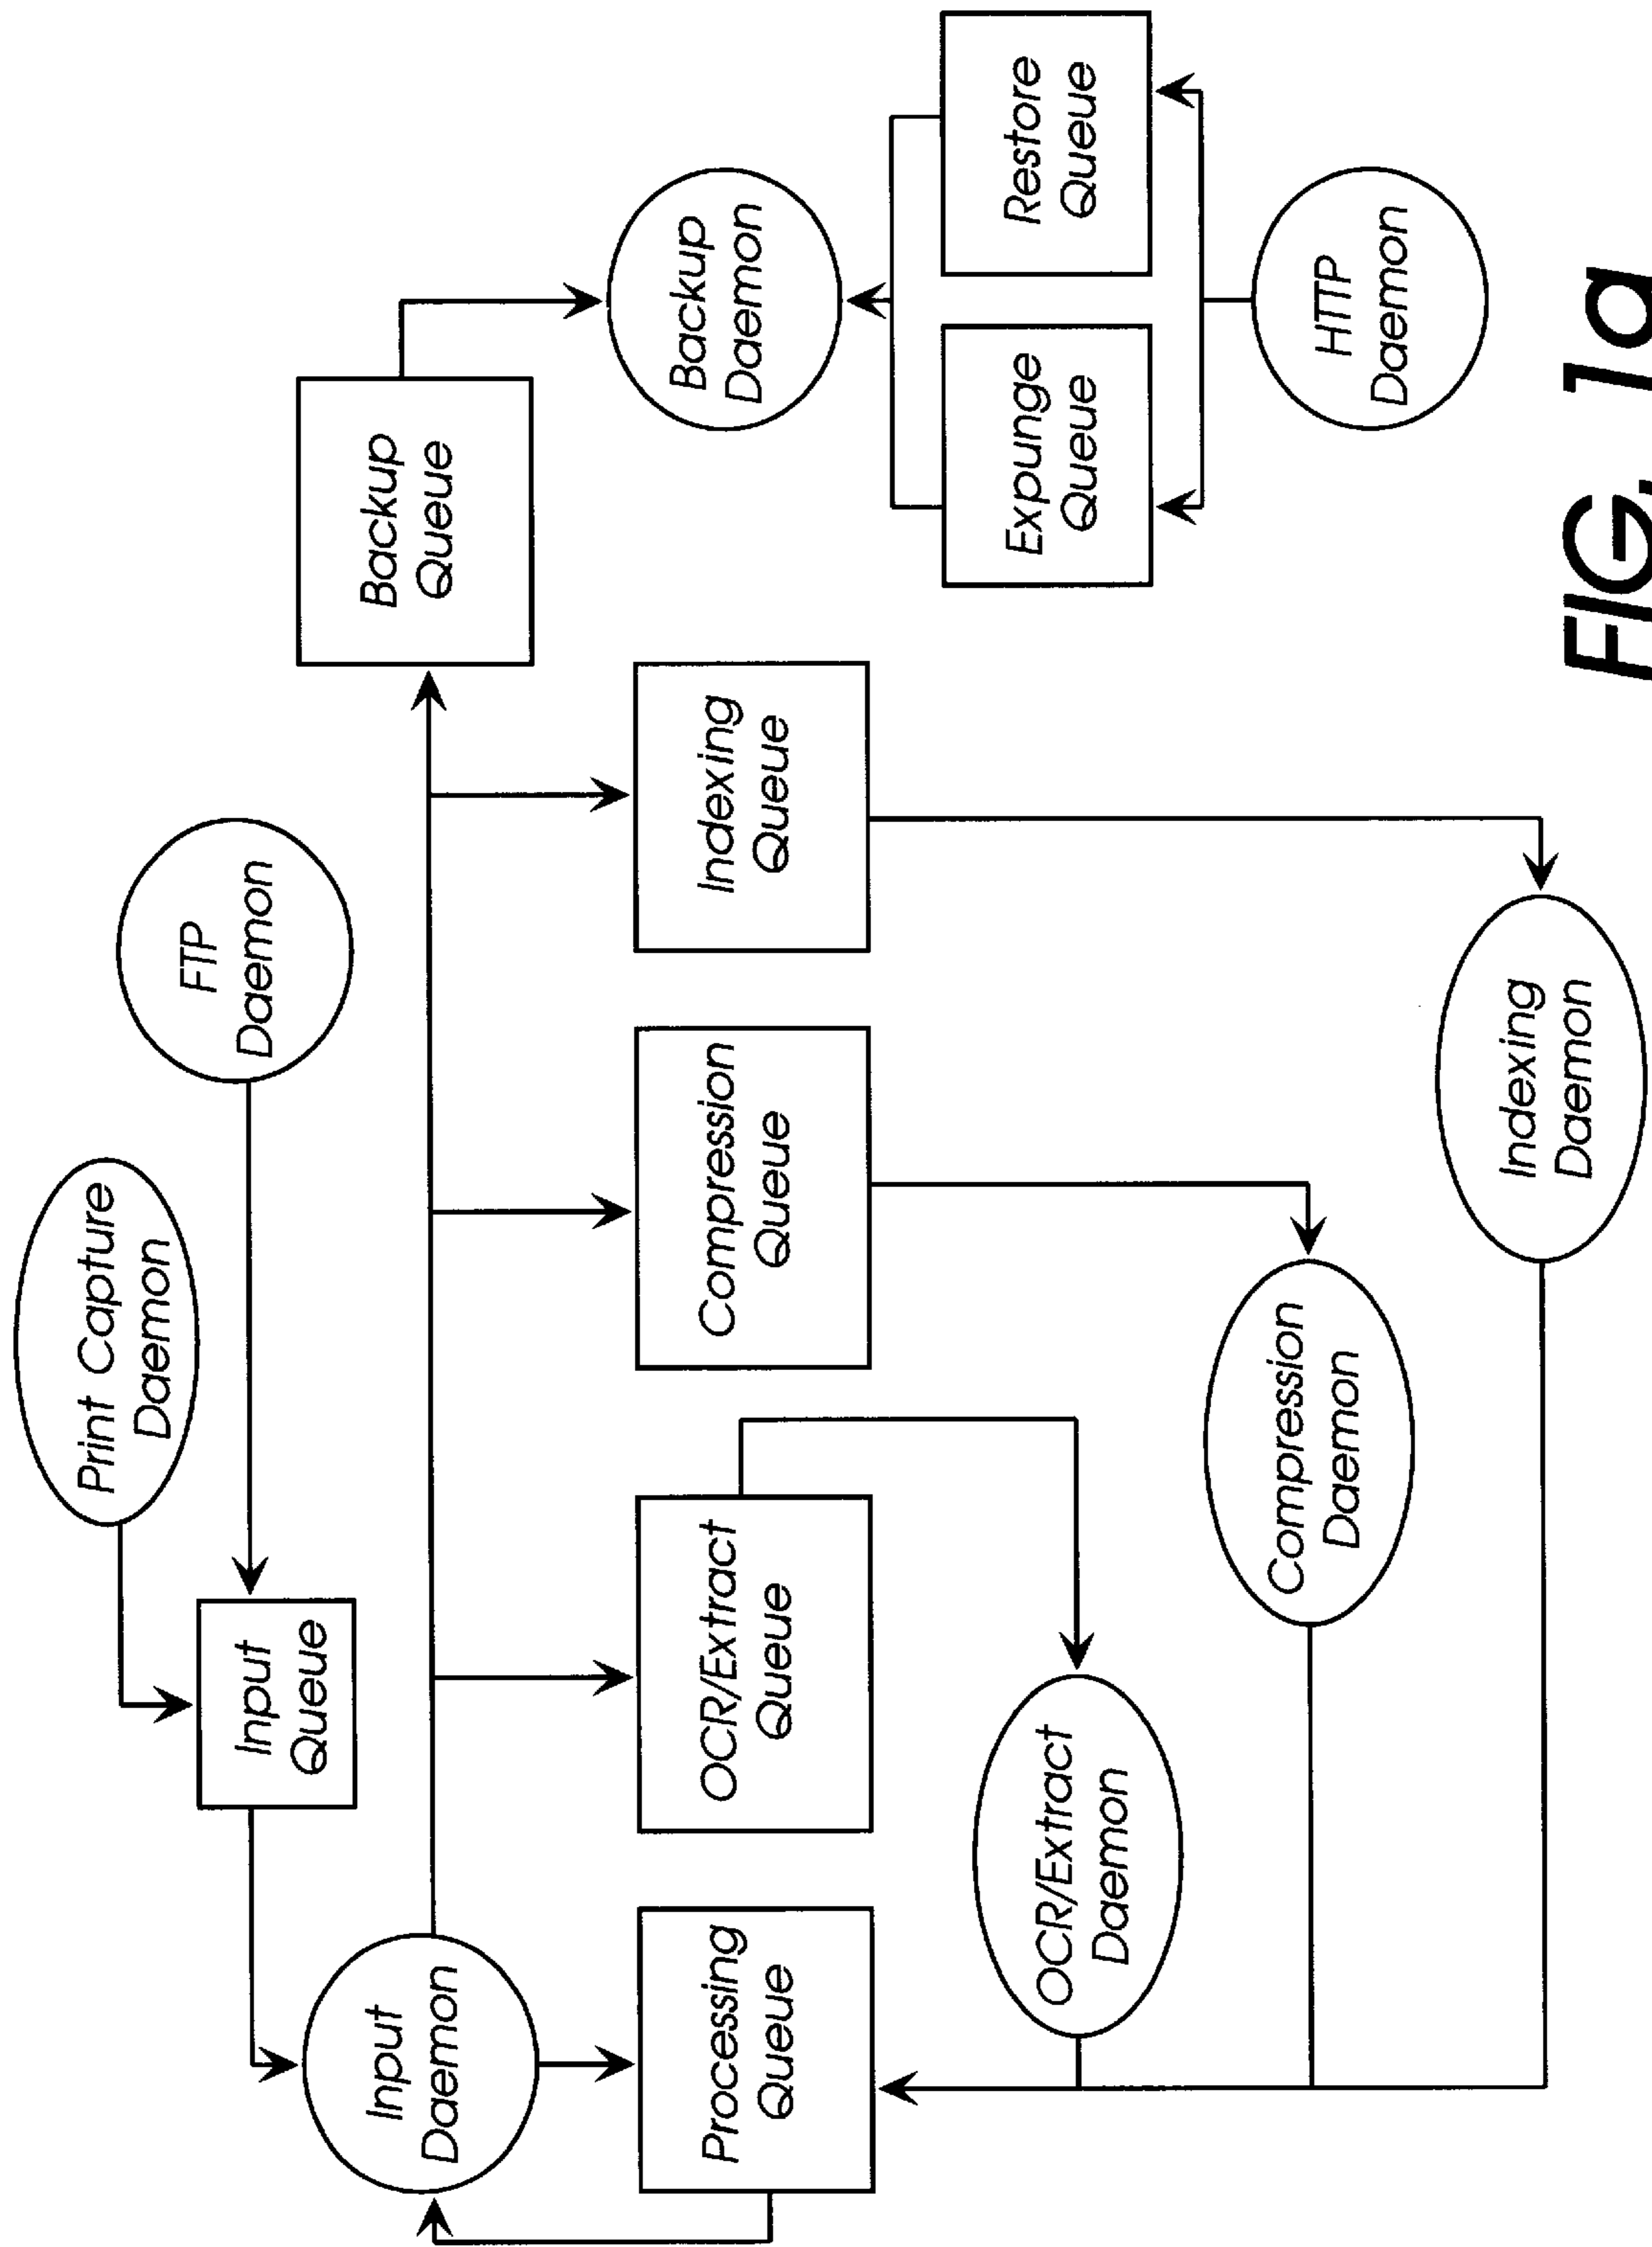 Print Capture
Daemon
FTP
Daemon
Input
Queue
Input
Daemon
Backup
Queue
Processing
Queue
OCR/Extract
Queue
Compression
Queue
Indexing
Queue
Backup
Daemon
OCR/Extract
Daemon
Compression
Daemon
Indexing
Daemon
Expunge
Queue
Restore
Queue
HTTP
Daemon
FIG. 1a